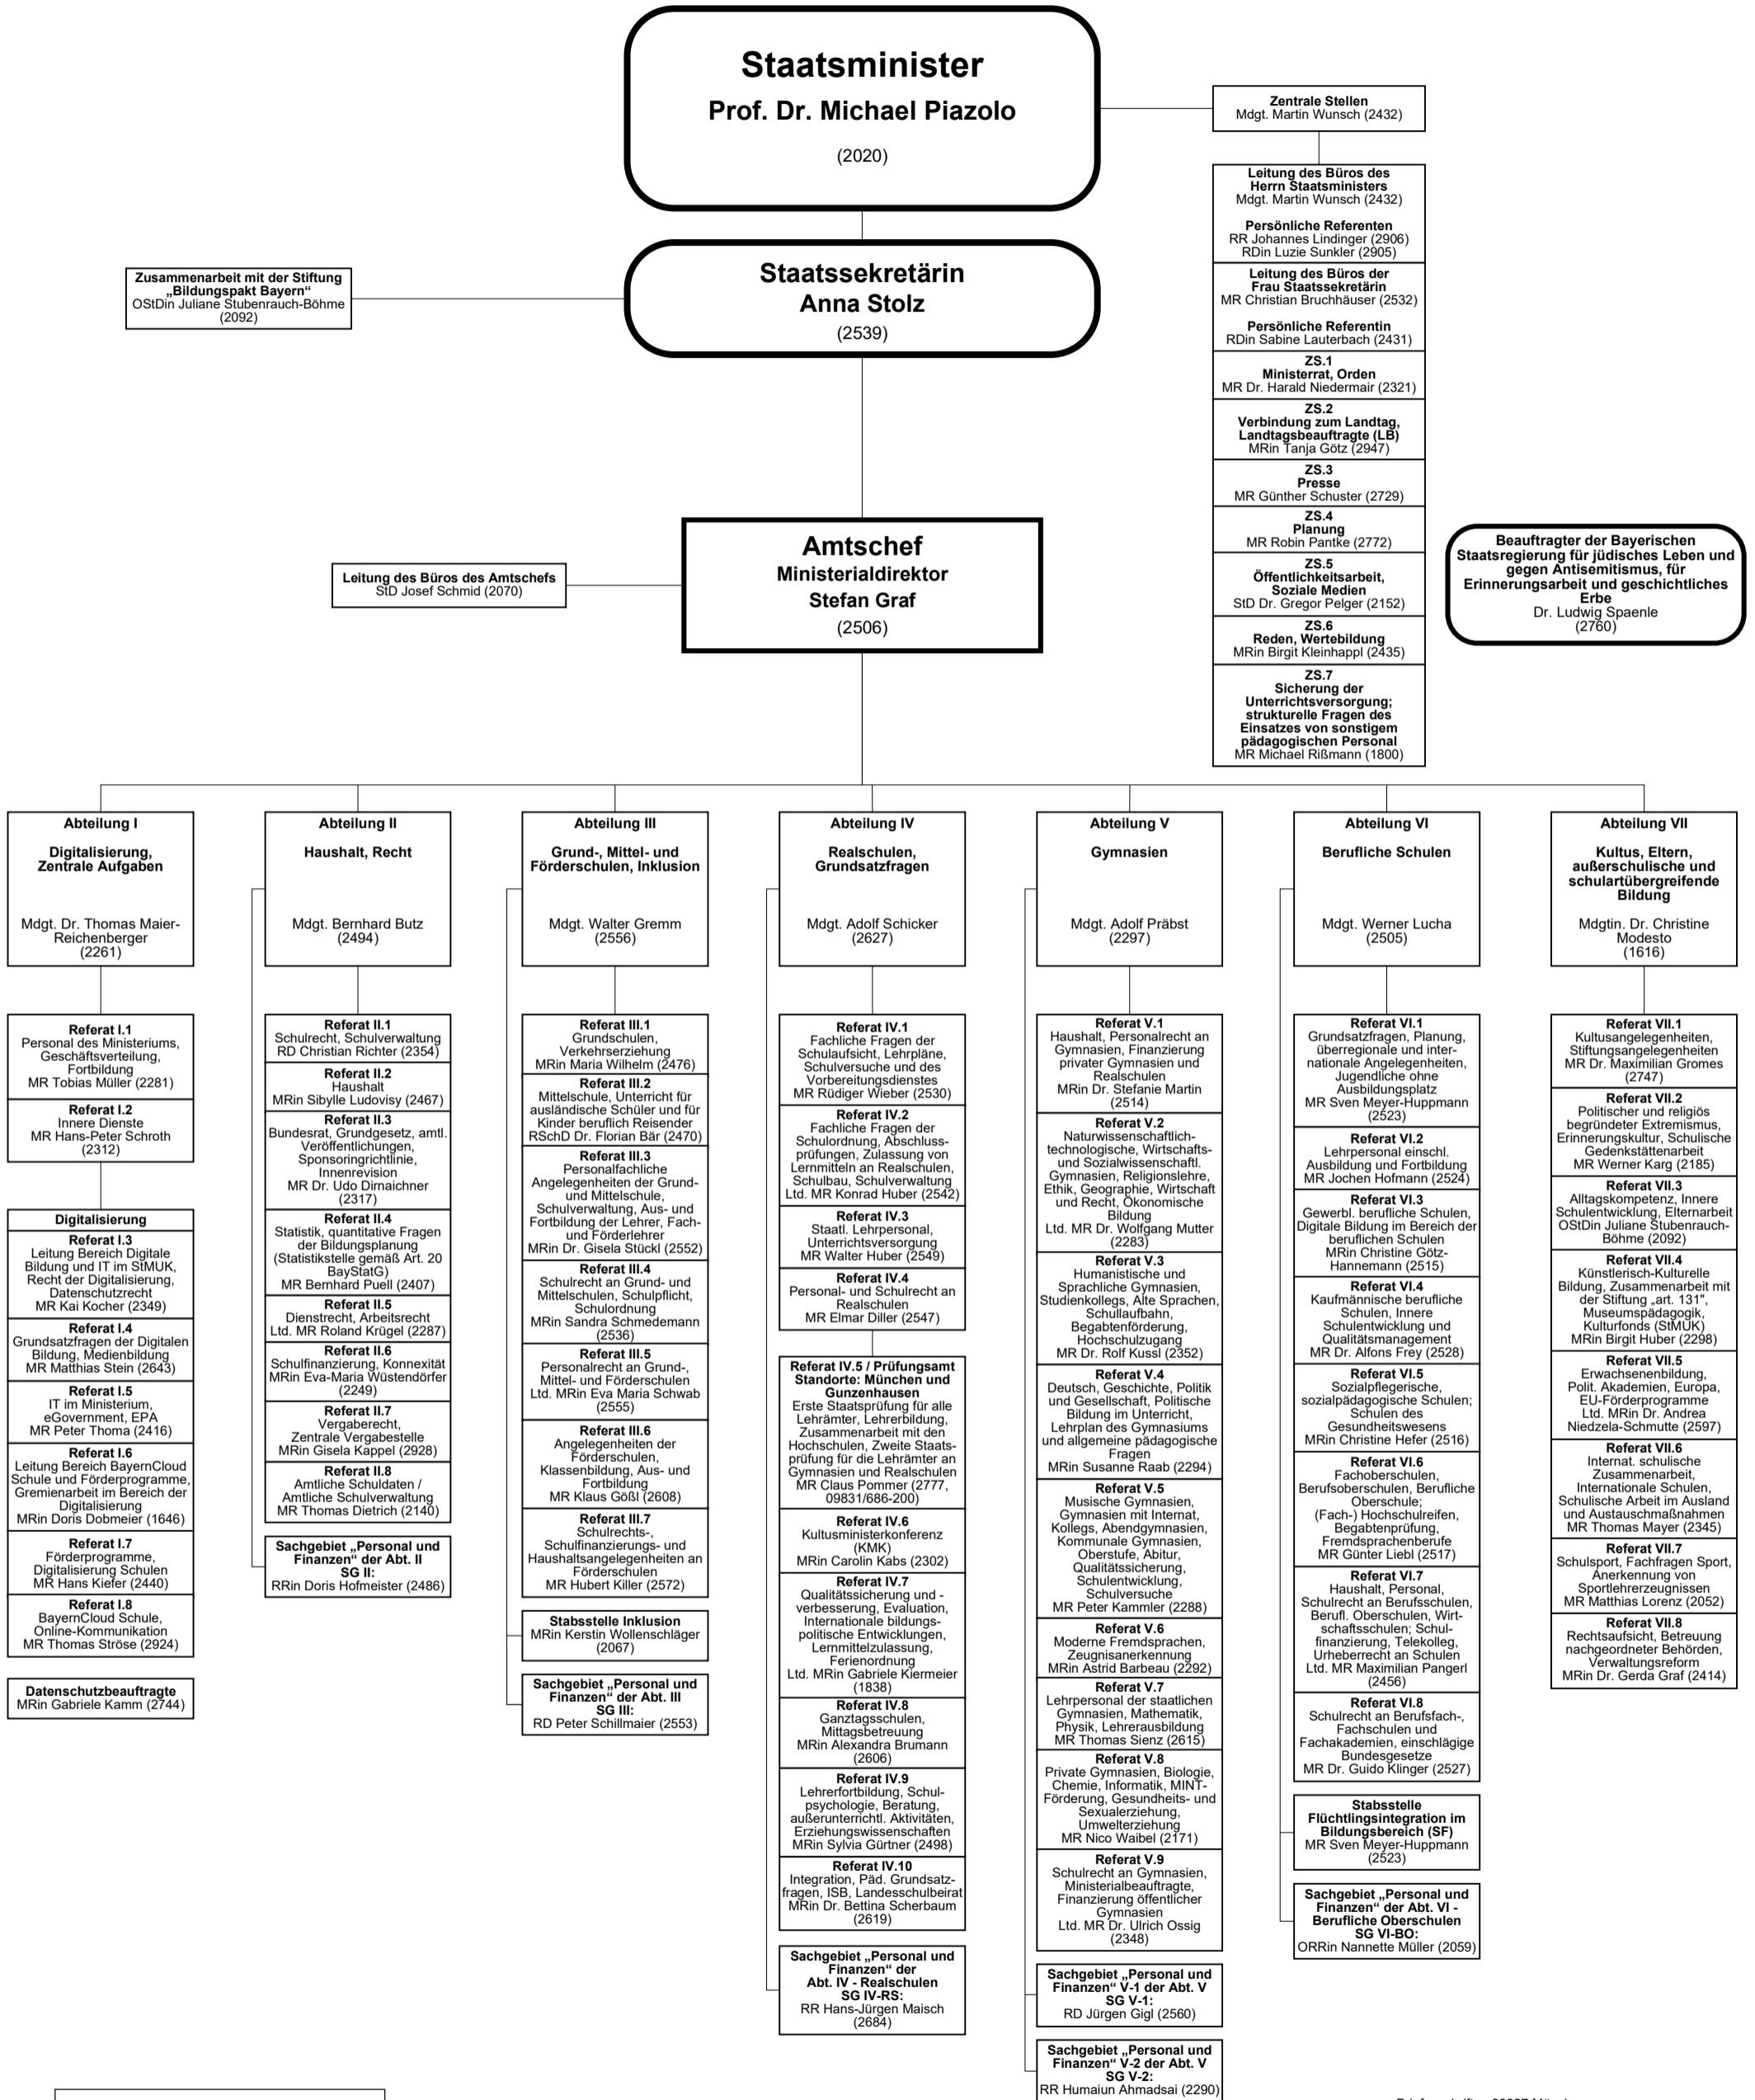 Staatsminister
Prof. Dr. Michael Piazolo
(2020)
Zentrale Stellen
Mdgt. Martin Wunsch (2432)
Leitung des Büros des
Herrn Staatsministers
Mdgt. Martin Wunsch (2432)
Persönliche Referenten
RR Johannes Lindinger (2906)
RDin Luzie Sunkler (2905)
Leitung des Büros der
Frau Staatssekretärin
MR Christian Bruchhäuser (2532)
Persönliche Referentin
RDin Sabine Lauterbach (2431)
ZS.1
Ministerrat, Orden
MR Dr. Harald Niedermair (2321)
ZS.2
Verbindung zum Landtag,
Landtagsbeauftragte (LB)
MRin Tanja Götz (2947)
ZS.3
Presse
MR Günther Schuster (2729)
ZS.4
Planung
MR Robin Pantke (2772)
ZS.5
Öffentlichkeitsarbeit,
Soziale Medien
StD Dr. Gregor Pelger (2152)
ZS.6
Reden, Wertebildung
MRin Birgit Kleinhappl (2435)
ZS.7
Sicherung der
Unterrichtsversorgung;
strukturelle Fragen des
Einsatzes von sonstigem
pädagogischen Personal
MR Michael Rißmann (1800)
Staatssekretärin
Anna Stolz
(2539)
Zusammenarbeit mit der Stiftung
„Bildungspakt Bayern“
OStDin Juliane Stubenrauch-Böhme
(2092)
Amtschef
Ministerialdirektor
Stefan Graf
(2506)
Leitung des Büros des Amtschefs
StD Josef Schmid (2070)
Beauftragter der Bayerischen
Staatsregierung für jüdisches Leben und
gegen Antisemitismus, für
Erinnerungsarbeit und geschichtliches
Erbe
Dr. Ludwig Spaenle
(2760)
Abteilung I
Digitalisierung,
Zentrale Aufgaben
Mdgt. Dr. Thomas Maier-
Reichenberger
(2261)
Referat I.1
Personal des Ministeriums,
Geschäftsverteilung,
Fortbildung
MR Tobias Müller (2281)
Referat I.2
Innere Dienste
MR Hans-Peter Schroth
(2312)
Digitalisierung
Referat I.3
Leitung Bereich Digitale
Bildung und IT im StMUK,
Recht der Digitalisierung,
Datenschutzrecht
MR Kai Kocher (2349)
Referat I.4
Grundsatzfragen der Digitalen
Bildung, Medienbildung
MR Matthias Stein (2643)
Referat I.5
IT im Ministerium,
eGovernment, EPA
MR Peter Thoma (2416)
Referat I.6
Leitung Bereich BayernCloud
Schule und Förderprogramme,
Gremienarbeit im Bereich der
Digitalisierung
MRin Doris Dobmeier (1646)
Referat I.7
Förderprogramme,
Digitalisierung Schulen
MR Hans Kiefer (2440)
Referat I.8
BayernCloud Schule,
Online-Kommunikation
MR Thomas Ströse (2924)
Datenschutzbeauftragte
MRin Gabriele Kamm (2744)
Abteilung II
Haushalt, Recht
Mdgt. Bernhard Butz
(2494)
Referat II.1
Schulrecht, Schulverwaltung
RD Christian Richter (2354)
Referat II.2
Haushalt
MRin Sibylle Ludovisy (2467)
Referat II.3
Bundesrat, Grundgesetz, amtl.
Veröffentlichungen,
Sponsoringrichtlinie,
Innenrevision
MR Dr. Udo Dirnaichner
(2317)
Referat II.4
Statistik, quantitative Fragen
der Bildungsplanung
(Statistikstelle gemäß Art. 20
BayStatG)
MR Bernhard Puell (2407)
Referat II.5
Dienstrecht, Arbeitsrecht
Ltd. MR Roland Krügel (2287)
Referat II.6
Schulfinanzierung, Konnexität
MRin Eva-Maria Wüstendörfer
(2249)
Referat II.7
Vergaberecht,
Zentrale Vergabestelle
MRin Gisela Kappel (2928)
Referat II.8
Amtliche Schuldaten /
Amtliche Schulverwaltung
MR Thomas Dietrich (2140)
Sachgebiet „Personal und
Finanzen“ der Abt. II
SG II:
RRin Doris Hofmeister (2486)
Abteilung III
Grund-, Mittel- und
Förderschulen, Inklusion
Mdgt. Walter Gremm
(2556)
Referat III.1
Grundschulen,
Verkehrserziehung
MRin Maria Wilhelm (2476)
Referat III.2
Mittelschule, Unterricht für
ausländische Schüler und für
Kinder beruflich Reisender
RSchD Dr. Florian Bär (2470)
Referat III.3
Personalfachliche
Angelegenheiten der Grund-
und Mittelschule,
Schulverwaltung, Aus- und
Fortbildung der Lehrer, Fach-
und Förderlehrer
MRin Dr. Gisela Stückl (2552)
Referat III.4
Schulrecht an Grund- und
Mittelschulen, Schulpflicht,
Schulordnung
MRin Sandra Schmedemann
(2536)
Referat III.5
Personalrecht an Grund-,
Mittel- und Förderschulen
Ltd. MRin Eva Maria Schwab
(2555)
Referat III.6
Angelegenheiten der
Förderschulen,
Klassenbildung, Aus- und
Fortbildung
MR Klaus Gößl (2608)
Referat III.7
Schulrechts-,
Schulfinanzierungs- und
Haushaltsangelegenheiten an
Förderschulen
MR Hubert Killer (2572)
Stabsstelle Inklusion
MRin Kerstin Wollenschläger
(2067)
Sachgebiet „Personal und
Finanzen“ der Abt. III
SG III:
RD Peter Schillmaier (2553)
Abteilung IV
Realschulen,
Grundsatzfragen
Mdgt. Adolf Schicker
(2627)
Referat IV.1
Fachliche Fragen der
Schulaufsicht, Lehrpläne,
Schulversuche und des
Vorbereitungsdienstes
MR Rüdiger Wieber (2530)
Referat IV.2
Fachliche Fragen der
Schulordnung, Abschluss-
prüfungen, Zulassung von
Lernmitteln an Realschulen,
Schulbau, Schulverwaltung
Ltd. MR Konrad Huber (2542)
Referat IV.3
Staatl. Lehrpersonal,
Unterrichtsversorgung
MR Walter Huber (2549)
Referat IV.4
Personal- und Schulrecht an
Realschulen
MR Elmar Diller (2547)
Referat IV.5 / Prüfungsamt
Standorte: München und
Gunzenhausen
Erste Staatsprüfung für alle
Lehrämter, Lehrerbildung,
Zusammenarbeit mit den
Hochschulen, Zweite Staats-
prüfung für die Lehrämter an
Gymnasien und Realschulen
MR Claus Pommer (2777,
09831/686-200)
Referat IV.6
Kultusministerkonferenz
(KMK)
MRin Carolin Kabs (2302)
Referat IV.7
Qualitätssicherung und -
verbesserung, Evaluation,
Internationale bildungs-
politische Entwicklungen,
Lernmittelzulassung,
Ferienordnung
Ltd. MRin Gabriele Kiermeier
(1838)
Referat IV.8
Ganztagsschulen,
Mittagsbetreuung
MRin Alexandra Brumann
(2606)
Referat IV.9
Lehrerfortbildung, Schul-
psychologie, Beratung,
außerunterrichtl. Aktivitäten,
Erziehungswissenschaften
MRin Sylvia Gürtner (2498)
Referat IV.10
Integration, Päd. Grundsatz-
fragen, ISB, Landesschulbeirat
MRin Dr. Bettina Scherbaum
(2619)
Sachgebiet „Personal und
Finanzen“ der
Abt. IV - Realschulen
SG IV-RS:
RR Hans-Jürgen Maisch
(2684)
Abteilung V
Gymnasien
Mdgt. Adolf Präbst
(2297)
Referat V.1
Haushalt, Personalrecht an
Gymnasien, Finanzierung
privater Gymnasien und
Realschulen
MRin Dr. Stefanie Martin
(2514)
Referat V.2
Naturwissenschaftlich-
technologische, Wirtschafts-
und Sozialwissenschaftl.
Gymnasien, Religionslehre,
Ethik, Geographie, Wirtschaft
und Recht, Ökonomische
Bildung
Ltd. MR Dr. Wolfgang Mutter
(2283)
Referat V.3
Humanistische und
Sprachliche Gymnasien,
Studienkollegs, Alte Sprachen,
Schullaufbahn,
Begabtenförderung,
Hochschulzugang
MR Dr. Rolf Kussl (2352)
Referat V.4
Deutsch, Geschichte, Politik
und Gesellschaft, Politische
Bildung im Unterricht,
Lehrplan des Gymnasiums
und allgemeine pädagogische
Fragen
MRin Susanne Raab (2294)
Referat V.5
Musische Gymnasien,
Gymnasien mit Internat,
Kollegs, Abendgymnasien,
Kommunale Gymnasien,
Oberstufe, Abitur,
Qualitätssicherung,
Schulentwicklung,
Schulversuche
MR Peter Kammler (2288)
Referat V.6
Moderne Fremdsprachen,
Zeugnisanerkennung
MRin Astrid Barbeau (2292)
Referat V.7
Lehrpersonal der staatlichen
Gymnasien, Mathematik,
Physik, Lehrerausbildung
MR Thomas Sienz (2615)
Referat V.8
Private Gymnasien, Biologie,
Chemie, Informatik, MINT-
Förderung, Gesundheits- und
Sexualerziehung,
Umwelterziehung
MR Nico Waibel (2171)
Referat V.9
Schulrecht an Gymnasien,
Ministerialbeauftragte,
Finanzierung öffentlicher
Gymnasien
Ltd. MR Dr. Ulrich Ossig
(2348)
Sachgebiet „Personal und
Finanzen“ V-1 der Abt. V
SG V-1:
RD Jürgen Gigl (2560)
Sachgebiet „Personal und
Finanzen“ V-2 der Abt. V
SG V-2:
RR Humaiun Ahmadsai (2290)
Abteilung VI
Berufliche Schulen
Mdgt. Werner Lucha
(2505)
Referat VI.1
Grundsatzfragen, Planung,
überregionale und inter-
nationale Angelegenheiten,
Jugendliche ohne
Ausbildungsplatz
MR Sven Meyer-Huppmann
(2523)
Referat VI.2
Lehrpersonal einschl.
Ausbildung und Fortbildung
MR Jochen Hofmann (2524)
Referat VI.3
Gewerbl. berufliche Schulen,
Digitale Bildung im Bereich der
beruflichen Schulen
MRin Christine Götz-
Hannemann (2515)
Referat VI.4
Kaufmännische berufliche
Schulen, Innere
Schulentwicklung und
Qualitätsmanagement
MR Dr. Alfons Frey (2528)
Referat VI.5
Sozialpflegerische,
sozialpädagogische Schulen;
Schulen des
Gesundheitswesens
MRin Christine Hefer (2516)
Referat VI.6
Fachoberschulen,
Berufsoberschulen, Berufliche
Oberschule;
(Fach-) Hochschulreifen,
Begabtenprüfung,
Fremdsprachenberufe
MR Günter Liebl (2517)
Referat VI.7
Haushalt, Personal,
Schulrecht an Berufsschulen,
Berufl. Oberschulen, Wirt-
schaftsschulen; Schul-
finanzierung, Telekolleg,
Urheberrecht an Schulen
Ltd. MR Maximilian Pangerl
(2456)
Referat VI.8
Schulrecht an Berufsfach-,
Fachschulen und
Fachakademien, einschlägige
Bundesgesetze
MR Dr. Guido Klinger (2527)
Stabsstelle
Flüchtlingsintegration im
Bildungsbereich (SF)
MR Sven Meyer-Huppmann
(2523)
Sachgebiet „Personal und
Finanzen“ der Abt. VI -
Berufliche Oberschulen
SG VI-BO:
ORRin Nannette Müller (2059)
Abteilung VII
Kultus, Eltern,
außerschulische und
schulartübergreifende
Bildung
Mdgtin. Dr. Christine
Modesto
(1616)
Referat VII.1
Kultusangelegenheiten,
Stiftungsangelegenheiten
MR Dr. Maximilian Gromes
(2747)
Referat VII.2
Politischer und religiös
begründeter Extremismus,
Erinnerungskultur, Schulische
Gedenkstättenarbeit
MR Werner Karg (2185)
Referat VII.3
Alltagskompetenz, Innere
Schulentwicklung, Elternarbeit
OStDin Juliane Stubenrauch-
Böhme (2092)
Referat VII.4
Künstlerisch-Kulturelle
Bildung, Zusammenarbeit mit
der Stiftung „art. 131",
Museumspädagogik,
Kulturfonds (StMUK)
MRin Birgit Huber (2298)
Referat VII.5
Erwachsenenbildung,
Polit. Akademien, Europa,
EU-Förderprogramme
Ltd. MRin Dr. Andrea
Niedzela-Schmutte (2597)
Referat VII.6
Internat. schulische
Zusammenarbeit,
Internationale Schulen,
Schulische Arbeit im Ausland
und Austauschmaßnahmen
MR Thomas Mayer (2345)
Referat VII.7
Schulsport, Fachfragen Sport,
Anerkennung von
Sportlehrerzeugnissen
MR Matthias Lorenz (2052)
Referat VII.8
Rechtsaufsicht, Betreuung
nachgeordneter Behörden,
Verwaltungsreform
MRin Dr. Gerda Graf (2414)